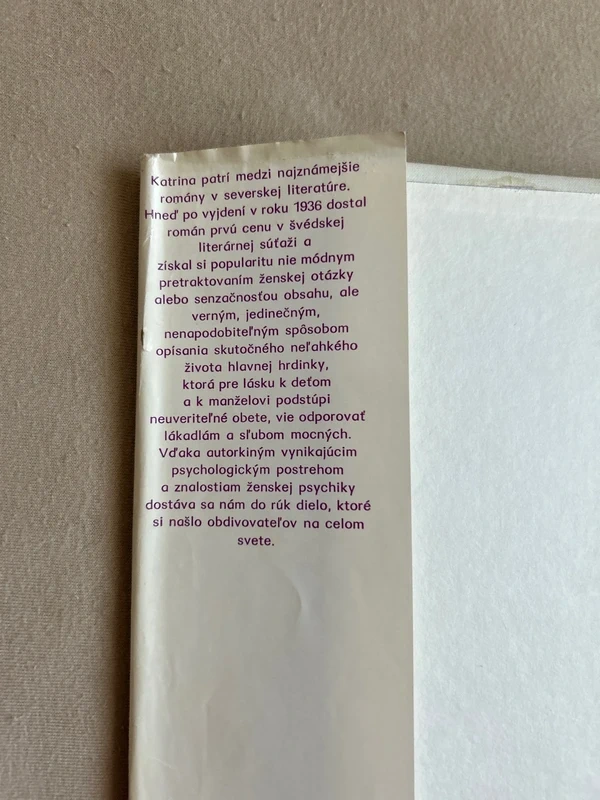 Katrina patrí medzi najznámejšie
romány v severskej literatúre.
Hneď po vyjdení v roku 1936 dostal
román prvú cenu v švédskej
literárnej súťaži a
získal si popularitu nie módnym
pretraktovaním ženskej otázky
alebo senzačnosťou obsahu, ale
verným, jedinečným,
nenapodobiteľným spôsobom
opísania skutočného neľahkého
života hlavnej hrdinky,
ktorá pre lásku k deťom
a k manželovi podstúpi
neuveriteľné obete, vie odporovať
lákadlám a sľubom mocných.
Vďaka autorkiným vynikajúcim
psychologickým postrehom
a znalostiam ženskej psychiky
dostáva sa nám do rúk dielo, ktoré
si našlo obdivovateľov na celom
svete.